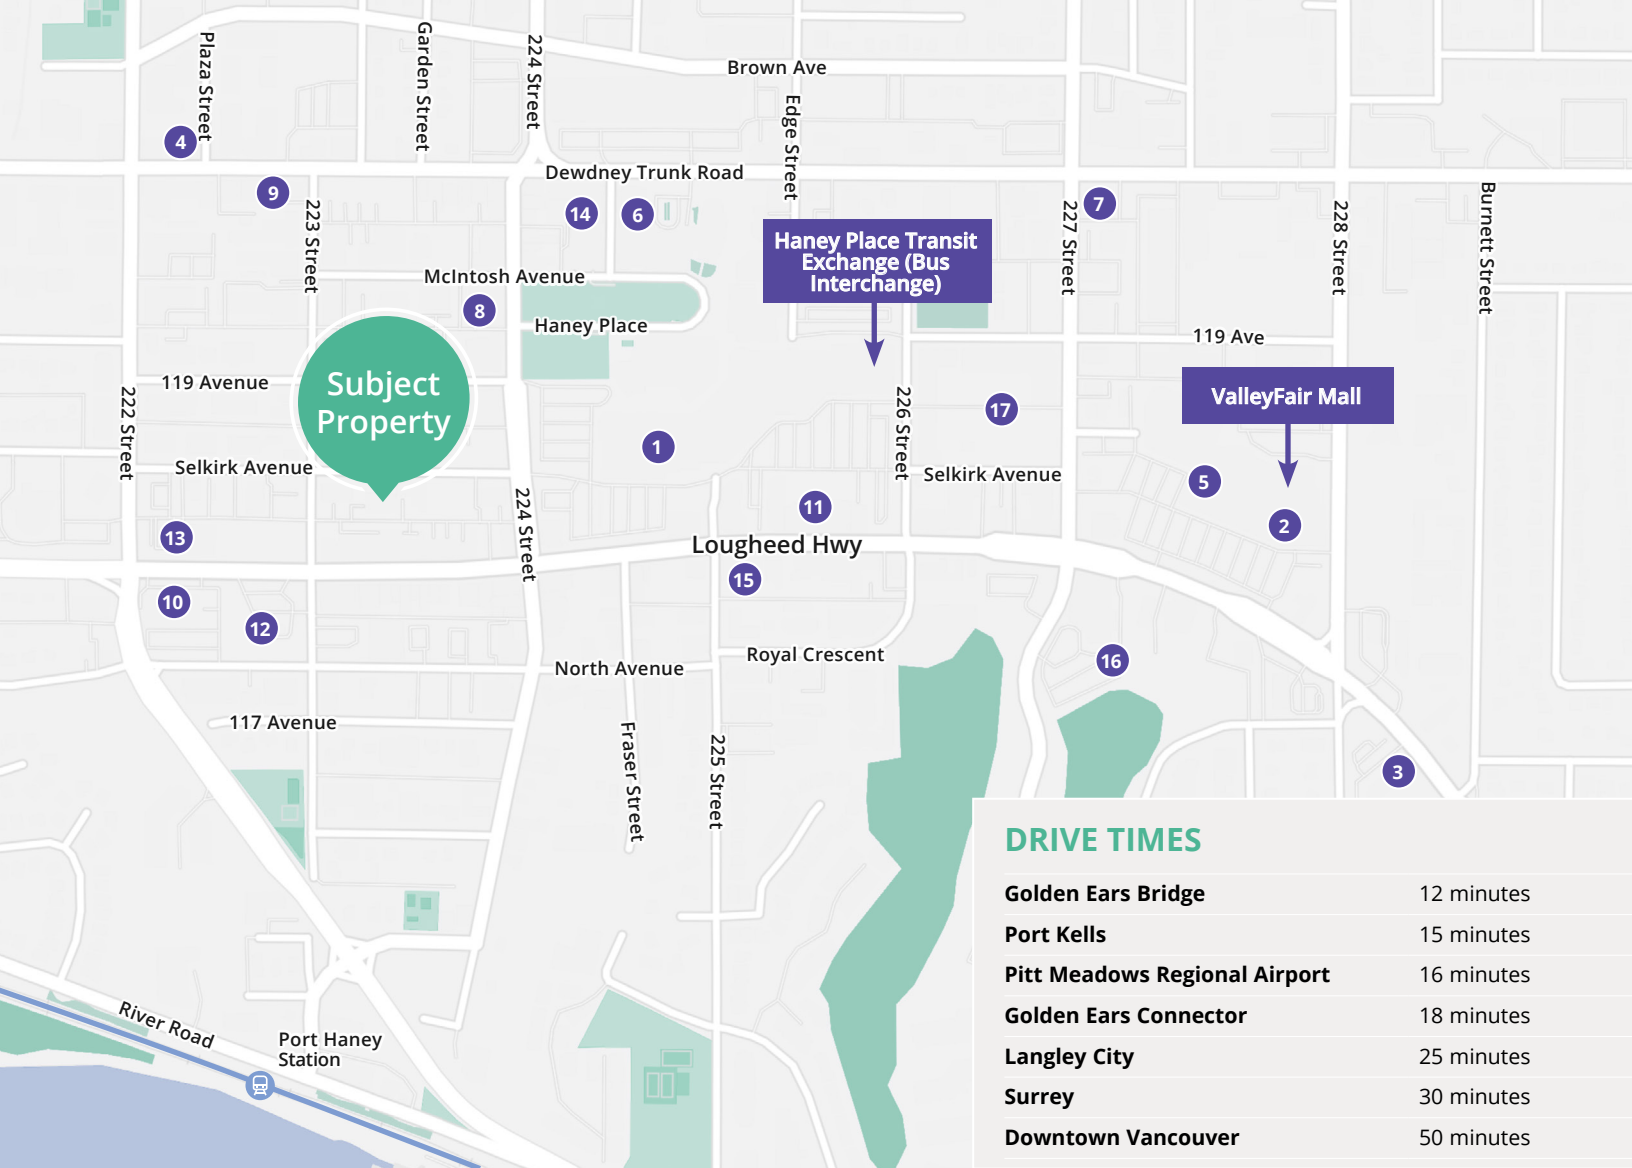 Plaza Street
Garden Street
224 Street
Brown Ave
Edge Street
4
Dewdney Trunk Road
9
223 Street
14
6
227 Street
7
228 Street
Burnett Street
Haney Place Transit
Exchange (Bus
Interchange)
McIntosh Avenue
8
Haney Place
119 Ave
119 Avenue
Subject
Property
222 Street
226 Street
17
ValleyFair Mall
1
Selkirk Avenue
Selkirk Avenue
5
224 Street
11
2
13
Lougheed Hwy
15
10
12
North Avenue
Royal Crescent
16
117 Avenue
Fraser Street
225 Street
3
River Road
Port Haney
Station
DRIVE TIMES
Golden Ears Bridge 12 minutes
Port Kells 15 minutes
Pitt Meadows Regional Airport 16 minutes
Golden Ears Connector 18 minutes
Langley City 25 minutes
Surrey 30 minutes
Downtown Vancouver 50 minutes